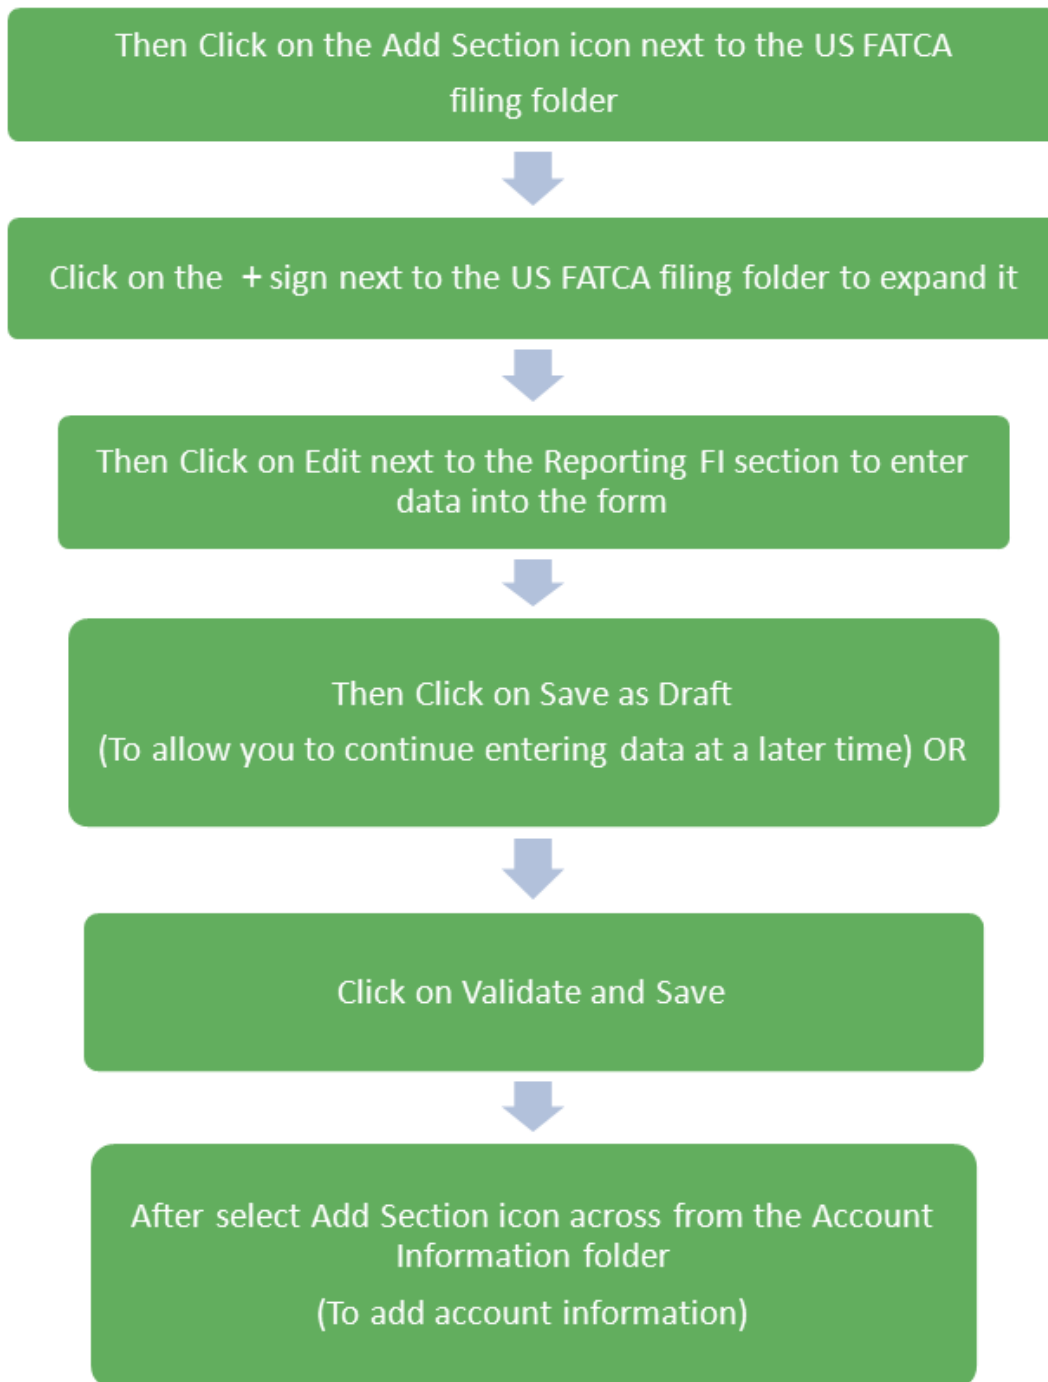 Then Click on the Add Section icon next to the US FATCA
filing folder
Click on the  + sign next to the US FATCA filing folder to expand it
Then Click on Edit next to the Reporting FI section to enter
data into the form
Then Click on Save as Draft
(To allow you to continue entering data at a later time) OR
Click on Validate and Save
After select Add Section icon across from the Account
Information folder
(To add account information)